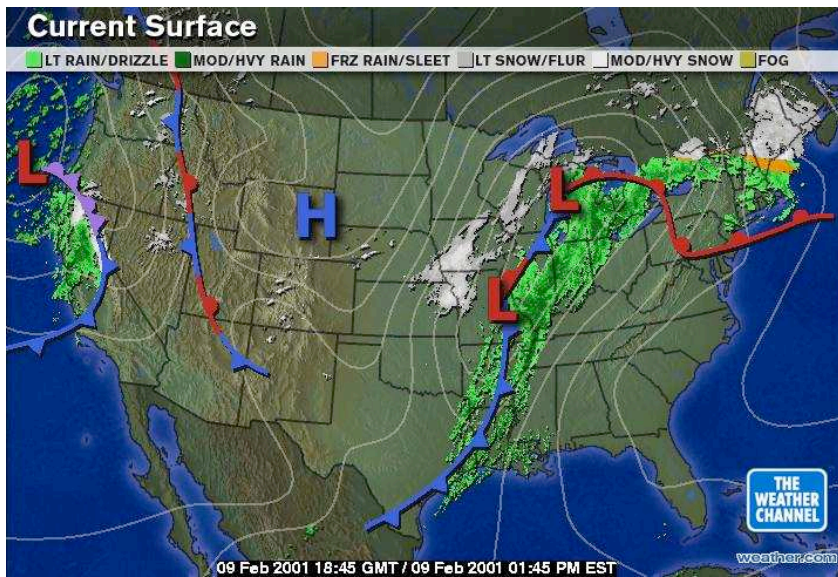 Current Surface
LT RAIN/DRIZZLE MOD/HVY RAIN FRZ RAIN/SLEET LT SNOW/FLUR MOD/HVY SNOW FOG
L
L
H
L
THE
WEATHER
CHANNEL
weather.com
09 Feb 2001 18:45 GMT / 09 Feb 2001 01:45 PM EST